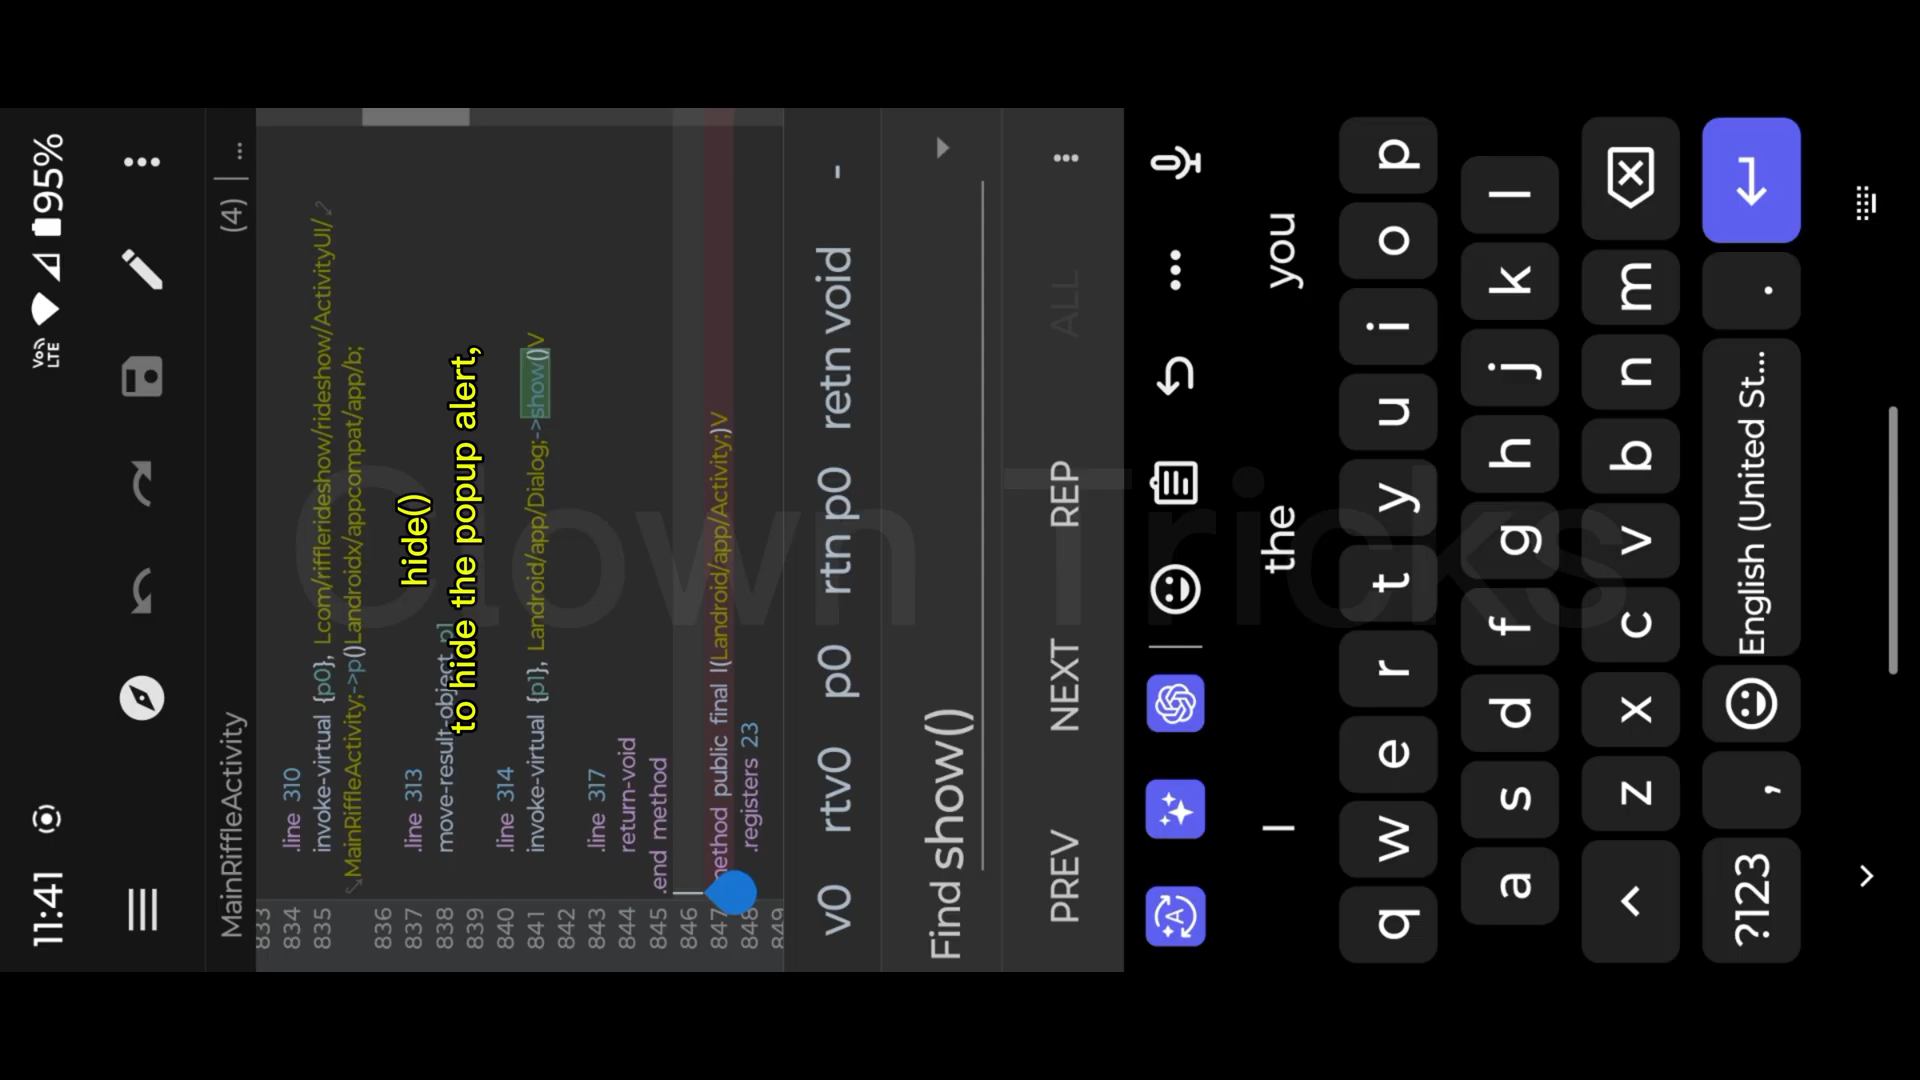 11:41
Vo) LTE
95%
MainRiffleActivity
(4) | ...
833
834 .line 310
835 invoke-virtual {p0}, Lcom/rifflerideshow/rideshow/ActivityUI/
MainRiffleActivity;->p()Landroidx/appcompat/app/b;
836
837 .line 313
838 move-result-object p1
839
840 .line 314
841 invoke-virtual {p1}, Landroid/app/Dialog;->show()V
842
843 .line 317
844 return-void
845 .end method
846
847 method public final l(Landroid/app/Activity;)V
848 .registers 23
849
hide()
to hide the popup alert,
v0 rtv0 p0 rtn p0 retn void -
Find show()
PREV NEXT REP ALL
I the you
q w e r t y u i o p
a s d f g h j k l
z x c v b n m
?123 , English (United St... .
Clown Tricks